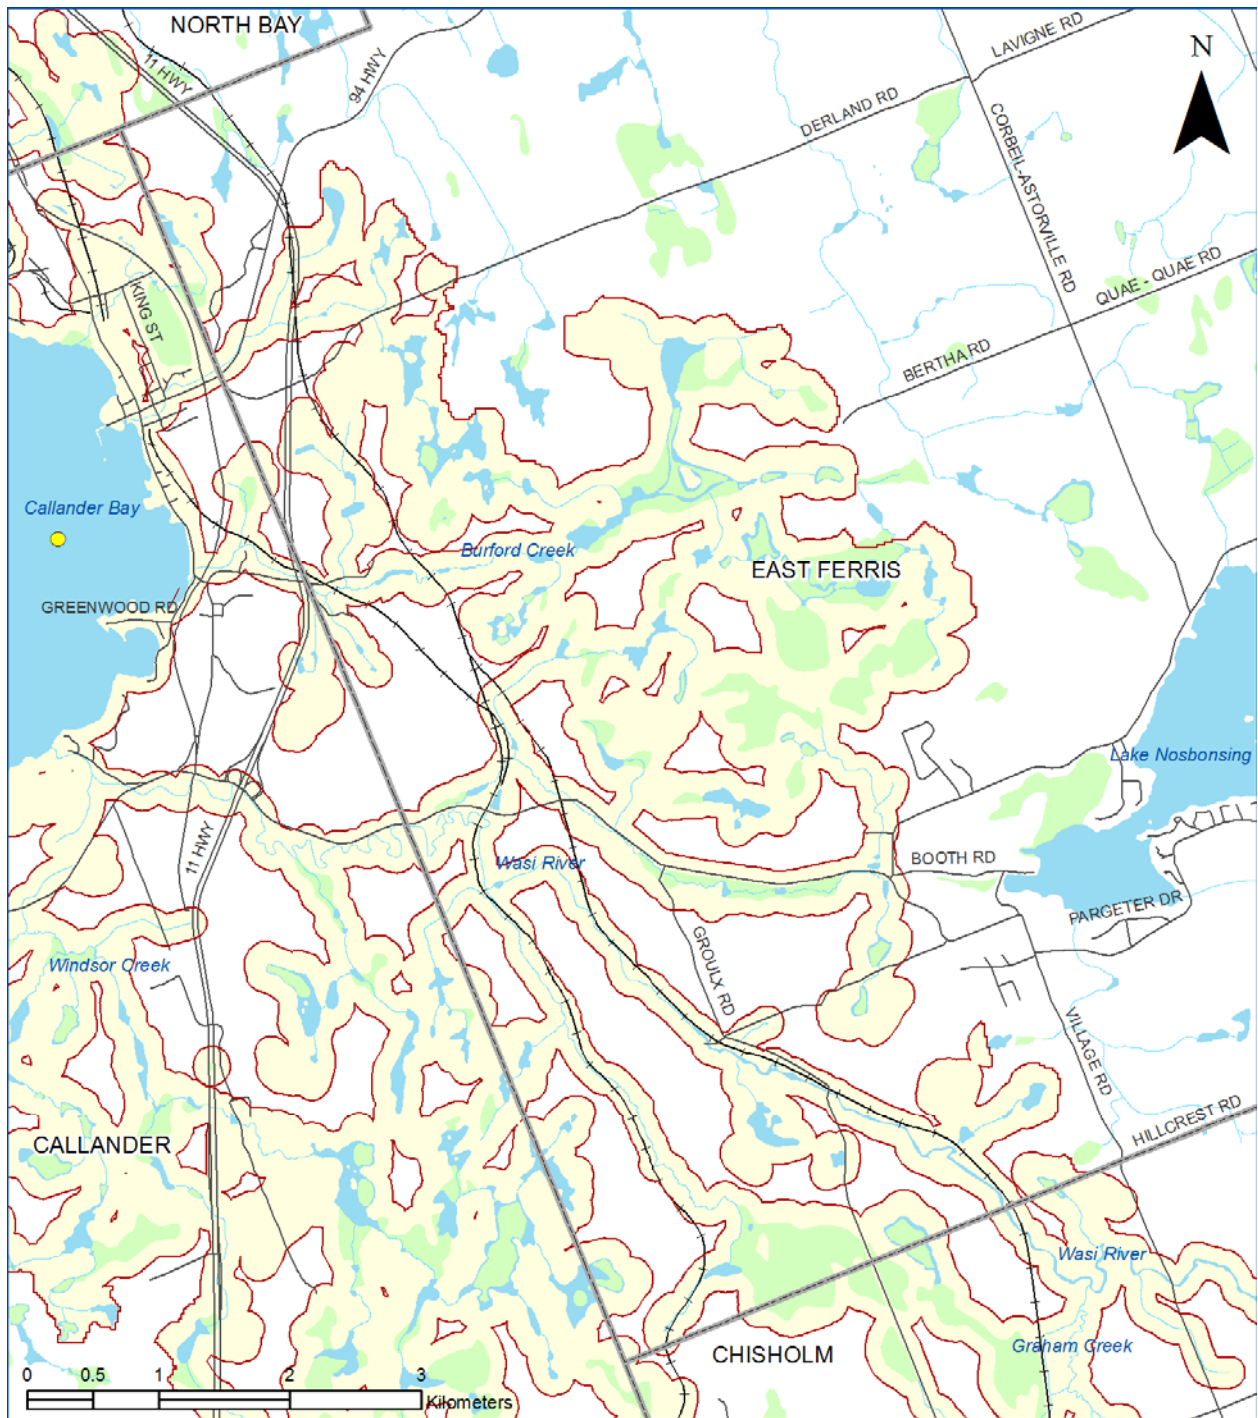 NORTH BAY
11 HWY
94 HWY
LAVIGNE RD
N
DERLAND RD
CORBEIL-ASTORVILLE RD
QUAE - QUAE RD
KING ST
BERTHA RD
Callander Bay
Burford Creek
EAST FERRIS
GREENWOOD RD
Lake Nosbonsing
11 HWY
Wasi River
BOOTH RD
PARGETER DR
GROULX RD
Windsor Creek
VILLAGE RD
HILLCREST RD
CALLANDER
Wasi River
CHISHOLM
Graham Creek
0 0.5 1 2 3
Kilometers